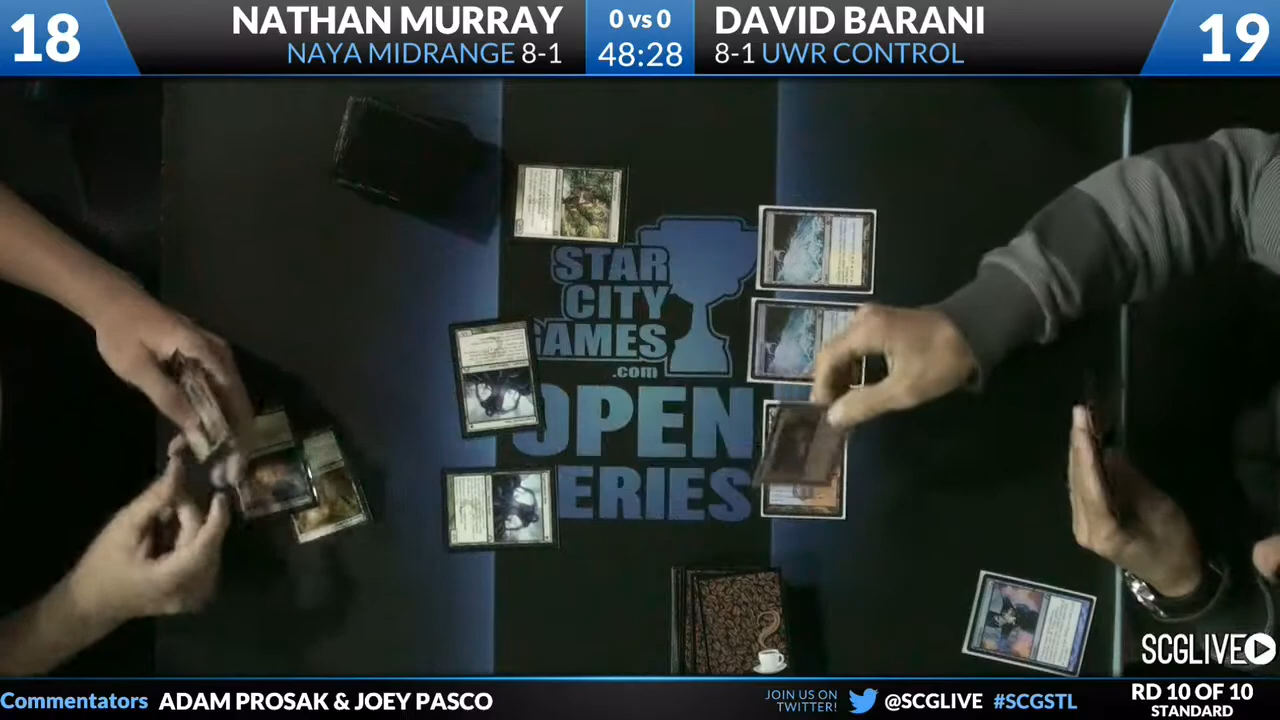 18
NATHAN MURRAY
NAYA MIDRANGE 8-1
0 vs 0
48:28
DAVID BARANI
8-1 UWR CONTROL
19
STAR
CITY
GAMES
.com
OPEN
SERIES
SCGLIVE
Commentators ADAM PROSAK & JOEY PASCO
JOIN US ON
TWITTER!
@SCGLIVE #SCGSTL
RD 10 OF 10
STANDARD